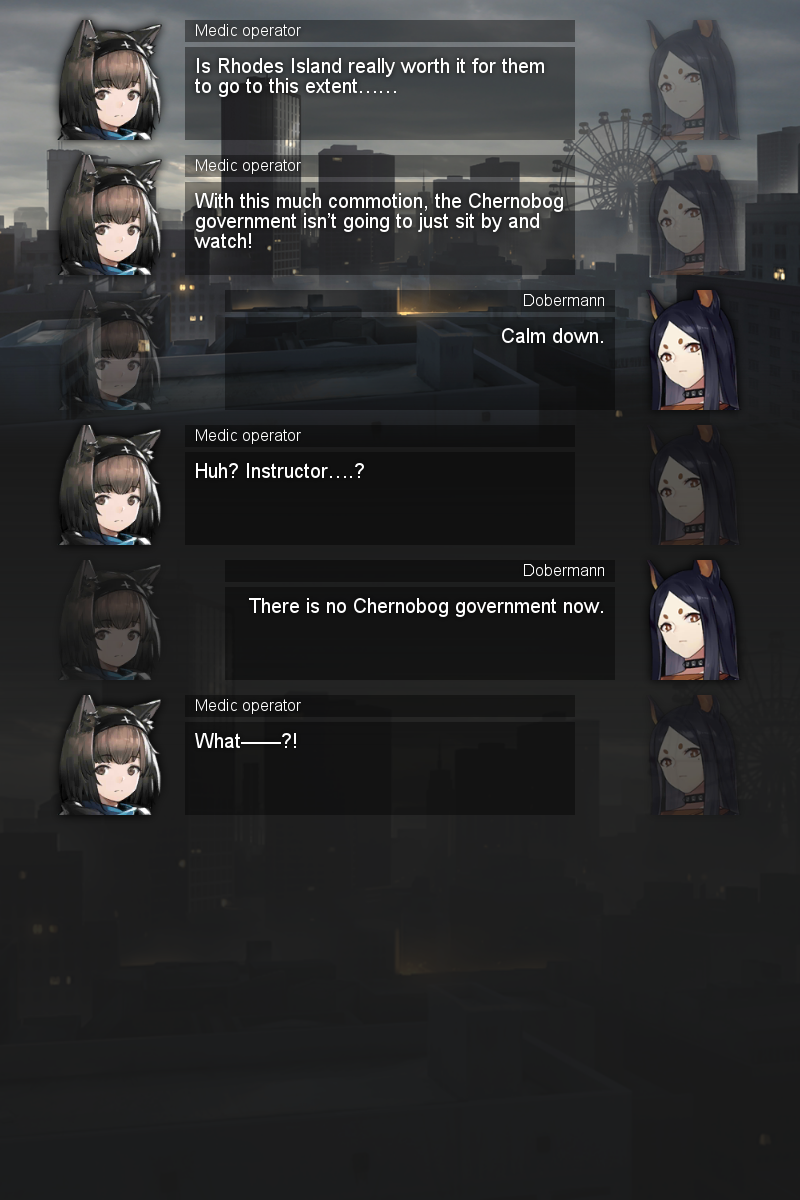 Medic operator
Is Rhodes Island really worth it for them
to go to this extent......
Medic operator
With this much commotion, the Chernobog
government isn't going to just sit by and
watch!
Dobermann
Calm down.
Medic operator
Huh? Instructor....?
Dobermann
There is no Chernobog government now.
Medic operator
What——?!